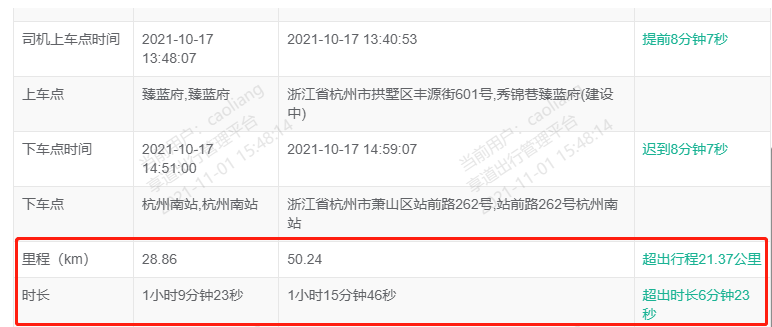 司机上车点时间 2021-10-17 2021-10-17 13:40:53 提前8分钟7秒
13:48:07
上车点 臻蓝府,臻蓝府 浙江省杭州市拱墅区丰源街601号,秀锦巷臻蓝府(建设
中)
下车点时间 2021-10-17 2021-10-17 14:59:07 迟到8分钟7秒
14:51:00
下车点 杭州南站,杭州南站 浙江省杭州市萧山区站前路262号,站前路262号杭州南
站
里程（km） 28.86 50.24 超出行程21.37公里
时长 1小时9分钟23秒 1小时15分钟46秒 超出时长6分钟23
秒
当前用户：caoliang
享道出行管理平台
2021-11-01 15:48:14
当前用户：caoliang
享道出行管理平台
2021-11-01 15:48:14